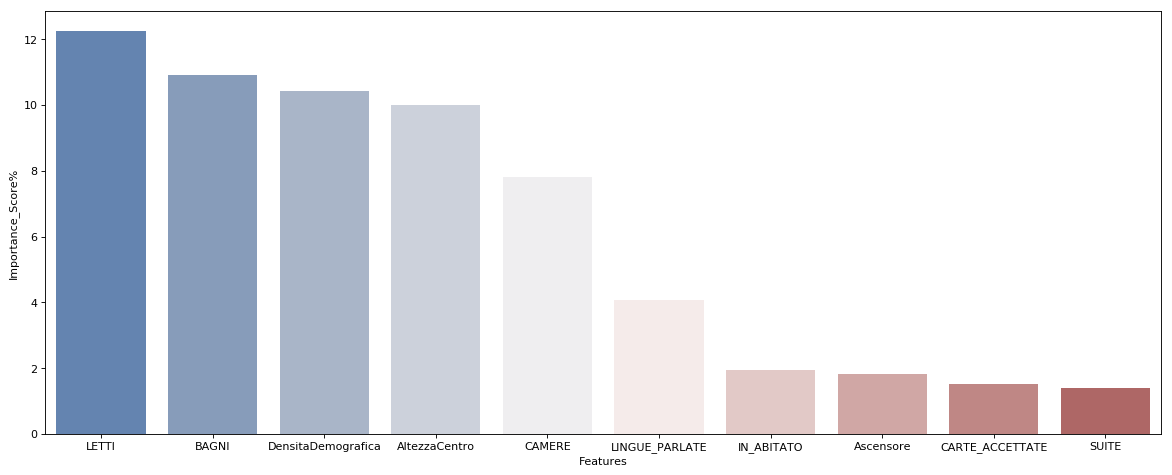 Importance_Score%
12
10
8
6
4
2
0
LETTI BAGNI DensitaDemografica AltezzaCentro CAMERE LINGUE_PARLATE IN_ABITATO Ascensore CARTE_ACCETTATE SUITE
Features